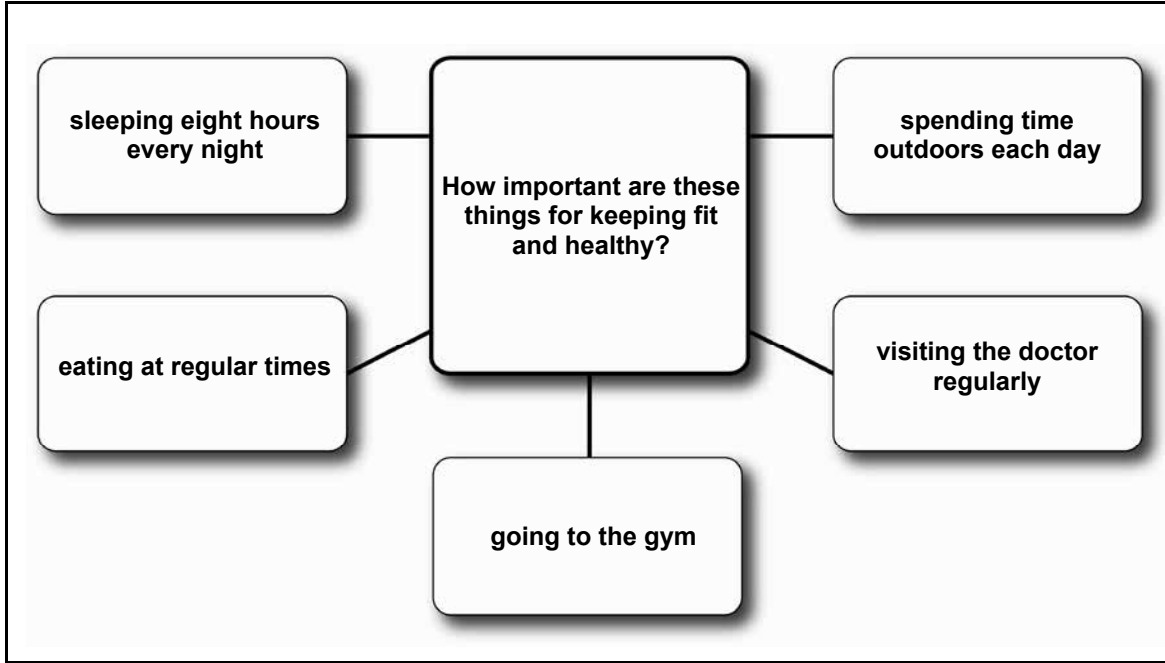 sleeping eight hours
every night
How important are these
things for keeping fit
and healthy?
spending time
outdoors each day
eating at regular times
visiting the doctor
regularly
going to the gym